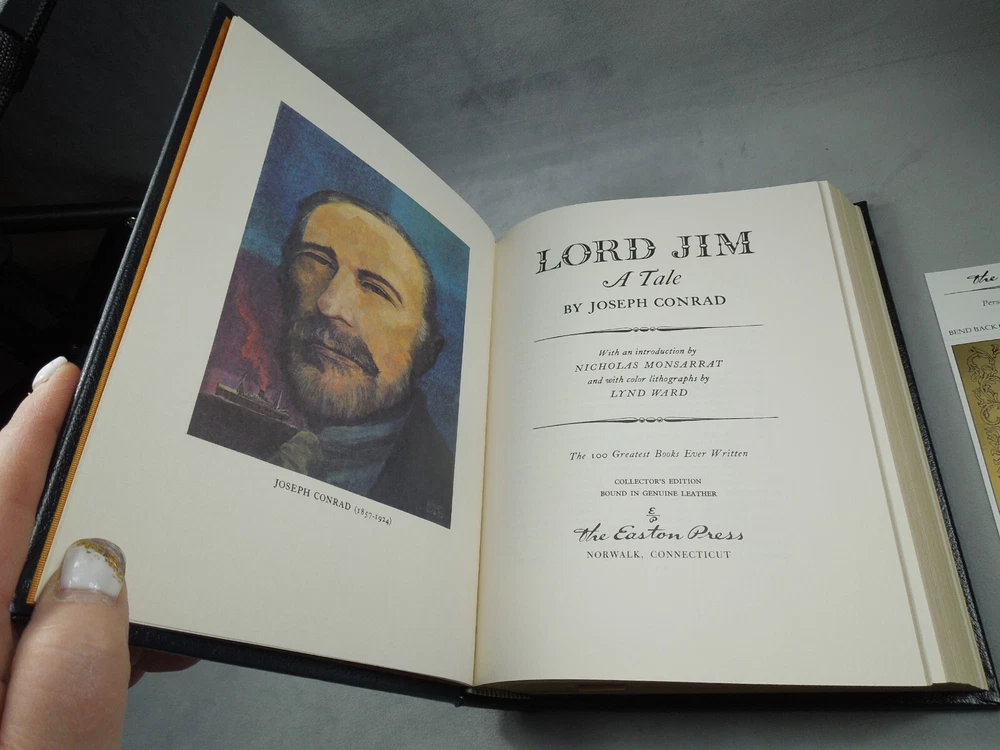 JOSEPH CONRAD (1857-1924)
LORD JIM
A Tale
BY JOSEPH CONRAD
With an introduction by
NICHOLAS MONSARRAT
and with color lithographs by
LYND WARD
The 100 Greatest Books Ever Written
COLLECTOR'S EDITION
BOUND IN GENUINE LEATHER
E
P
the Easton Press
NORWALK, CONNECTICUT
the
BEND BACK